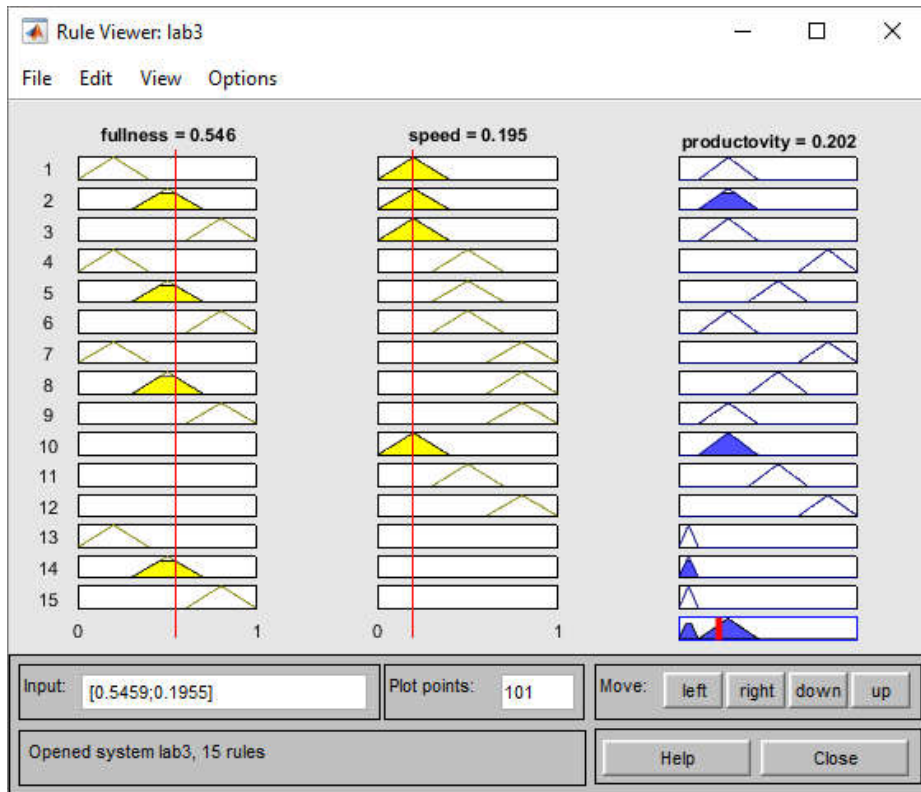 Rule Viewer: lab3
File Edit View Options
fullness = 0.546 speed = 0.195 productovity = 0.202
1
2
3
4
5
6
7
8
9
10
11
12
13
14
15
0 1 0 1
Input: [0.5459;0.1955] Plot points: 101 Move: left right down up
Opened system lab3, 15 rules Help Close